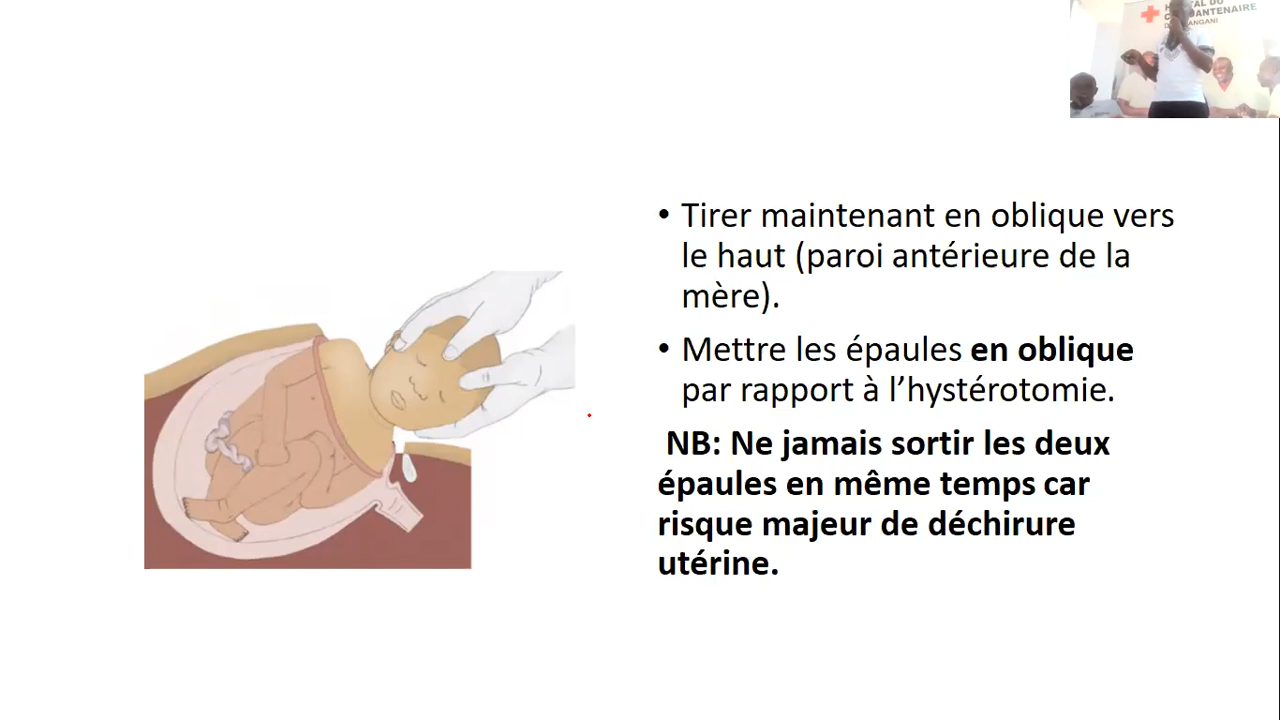 CINQUANTENAIRE
• Tirer maintenant en oblique vers
le haut (paroi antérieure de la
mère).
• Mettre les épaules en oblique
par rapport à l’hystérotomie.
NB: Ne jamais sortir les deux
épaules en même temps car
risque majeur de déchirure
utérine.